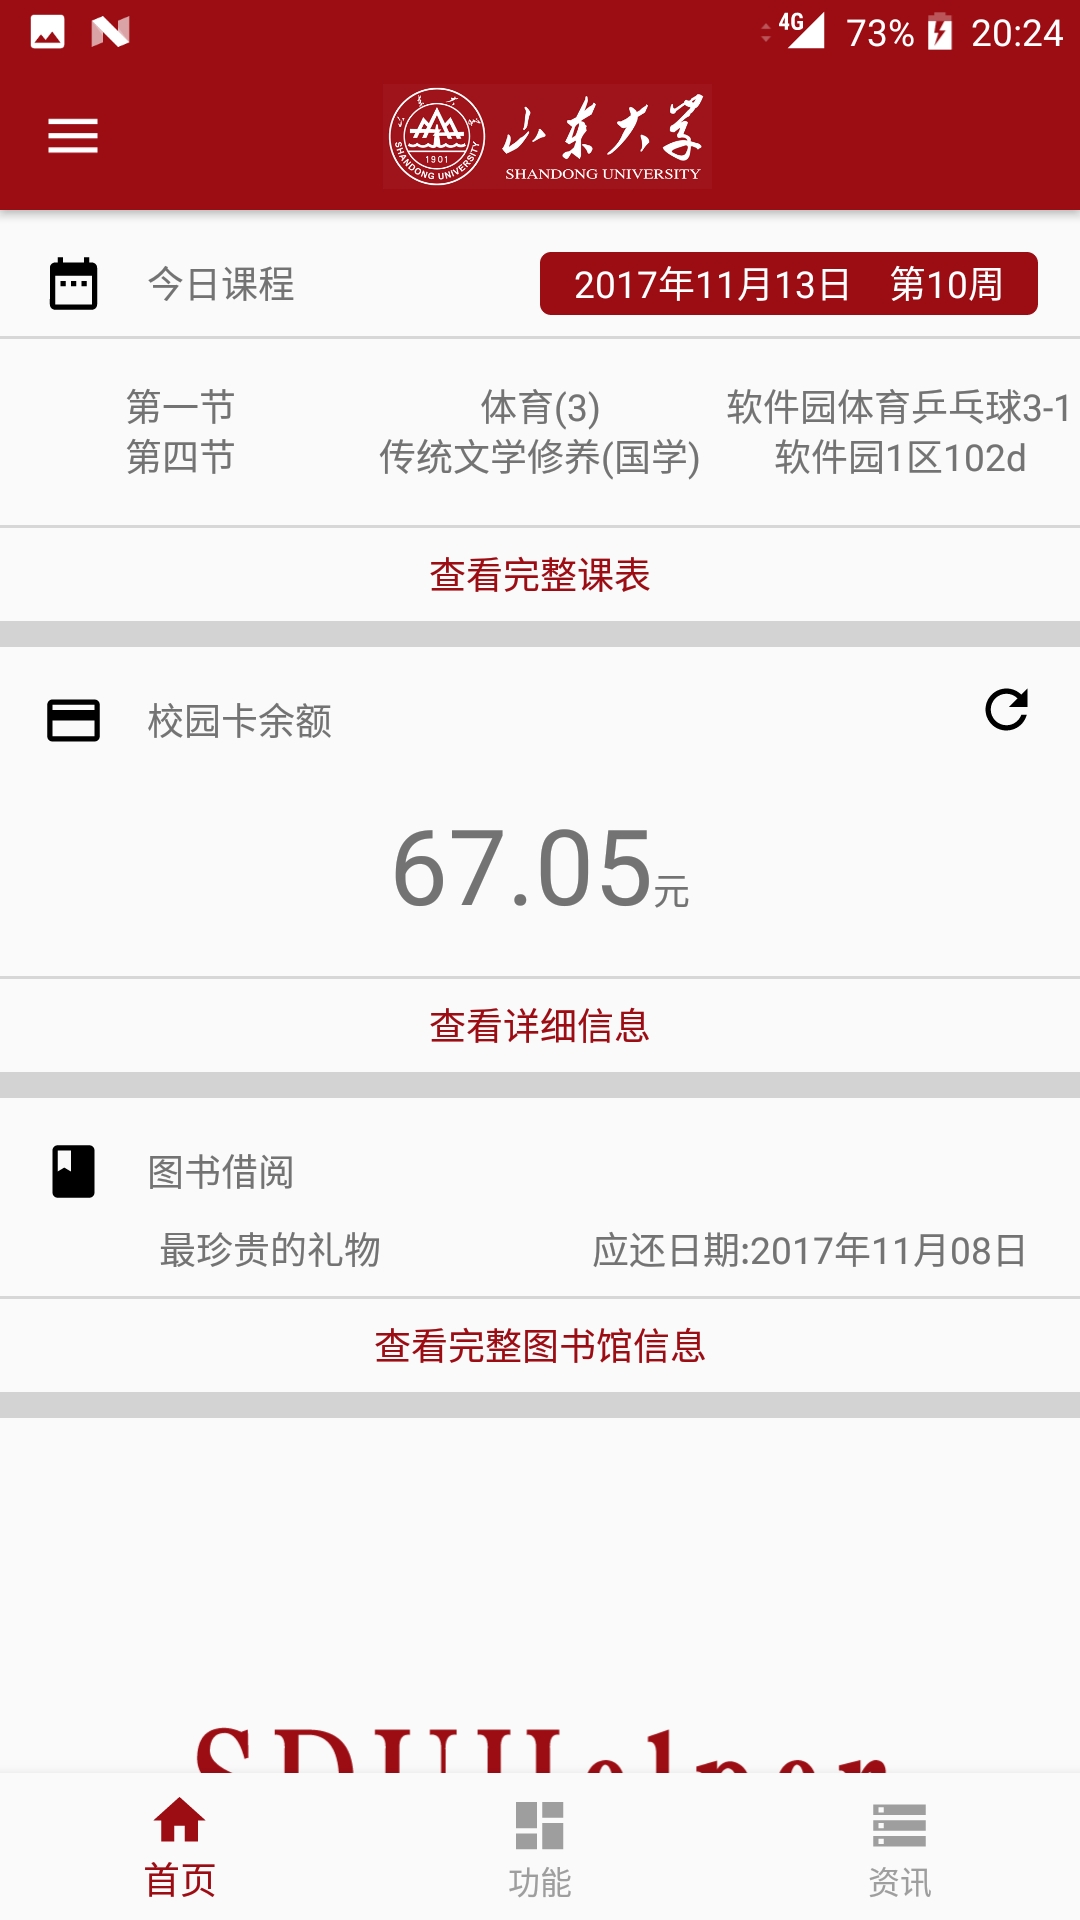 4G 73% 20:24
山东大学
SHANDONG UNIVERSITY
1901
SHANDONG UNIVERSITY
今日课程 2017年11月13日 第10周
第一节 体育(3) 软件园体育乒乓球3-1
第四节 传统文学修养(国学) 软件园1区102d
查看完整课表
校园卡余额
67.05元
查看详细信息
图书借阅
最珍贵的礼物 应还日期:2017年11月08日
查看完整图书馆信息
SDUHelper
首页 功能 资讯